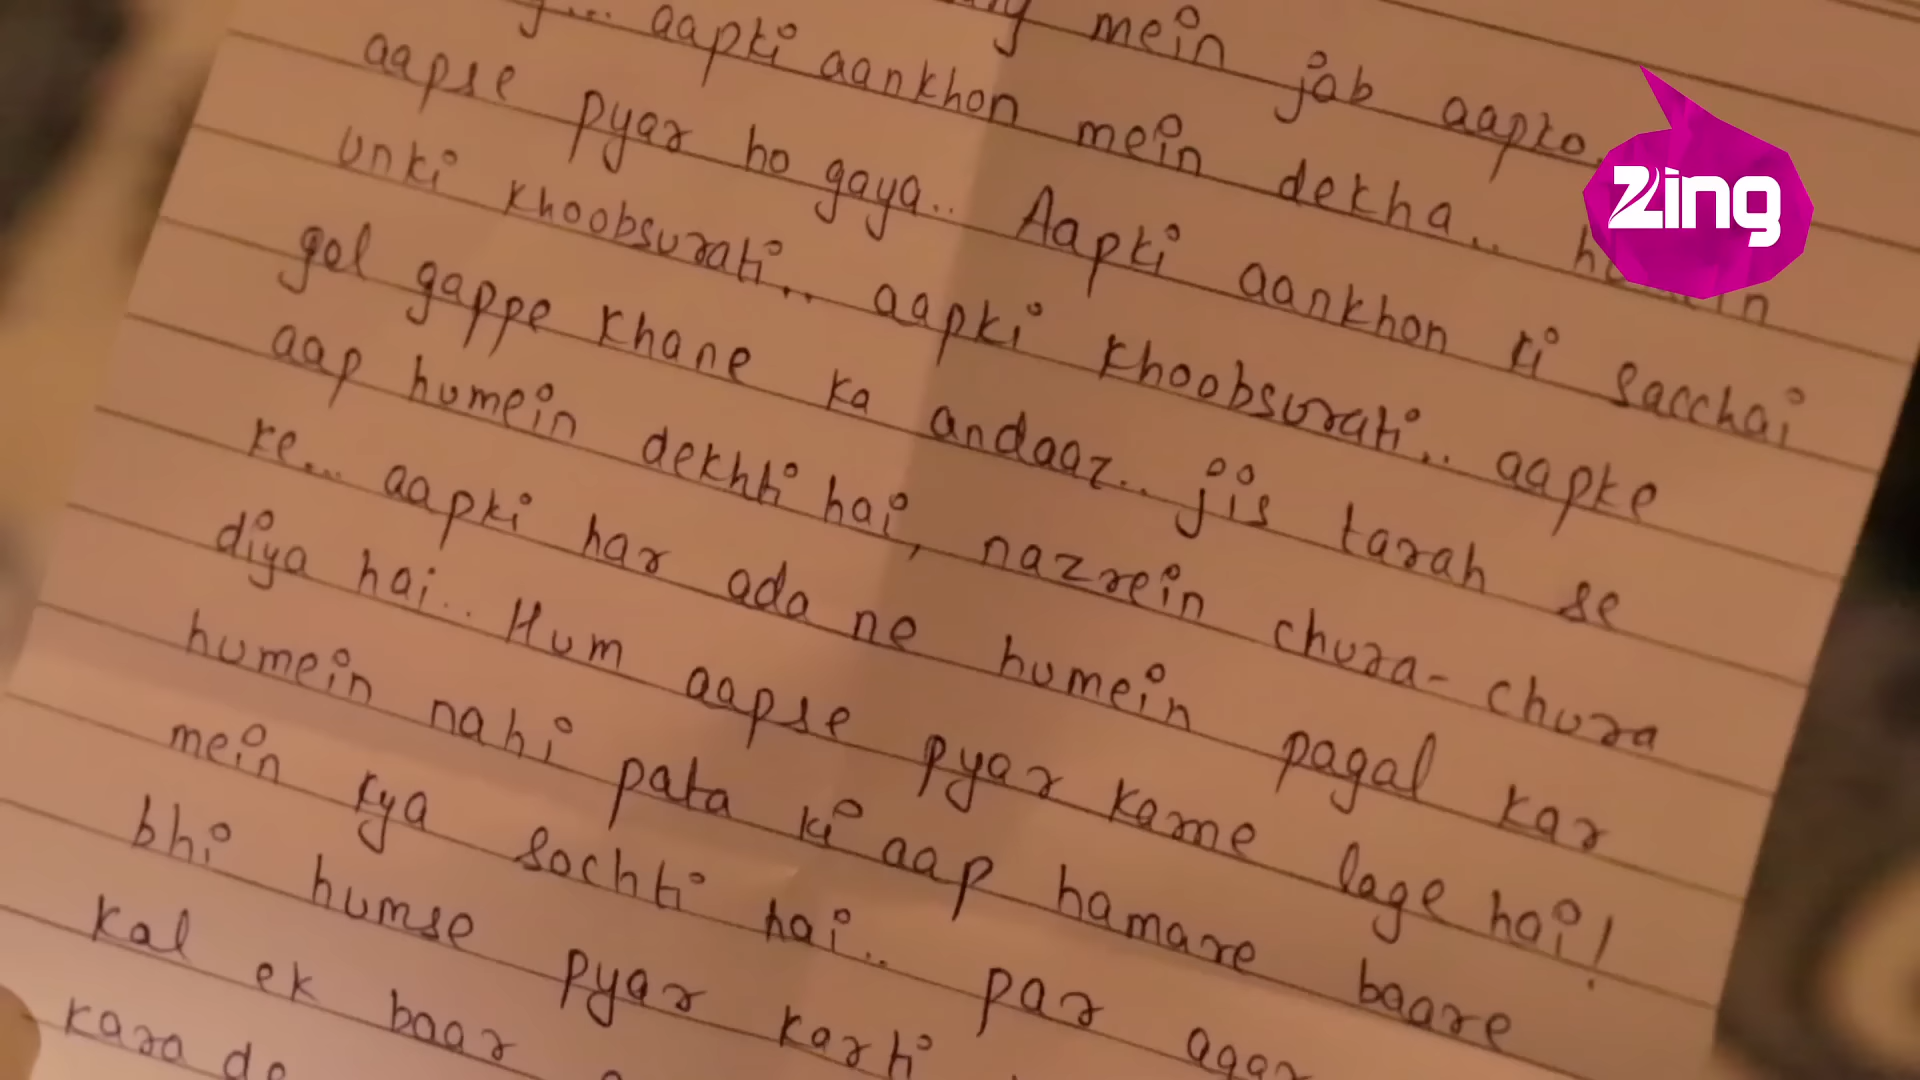 mein jab aapko
aapki aankhon mein dekha..
aapse pyar ho gaya.. Aapki aankhon ki sacchai
unki khoobsurati.. aapki khoobsurati.. aapke
gol gappe khane ka andaaz.. jis tarah se
aap humein dekhti hai, nazrein chura-chura
ke... aapki har ada ne humein pagal kar
diya hai.. Hum aapse pyar karne lage hai!
humein nahi pata ki aap hamare baare
mein kya sochti hai.. par agar
bhi humse pyar karti
kal ek baar
kara do
Zing